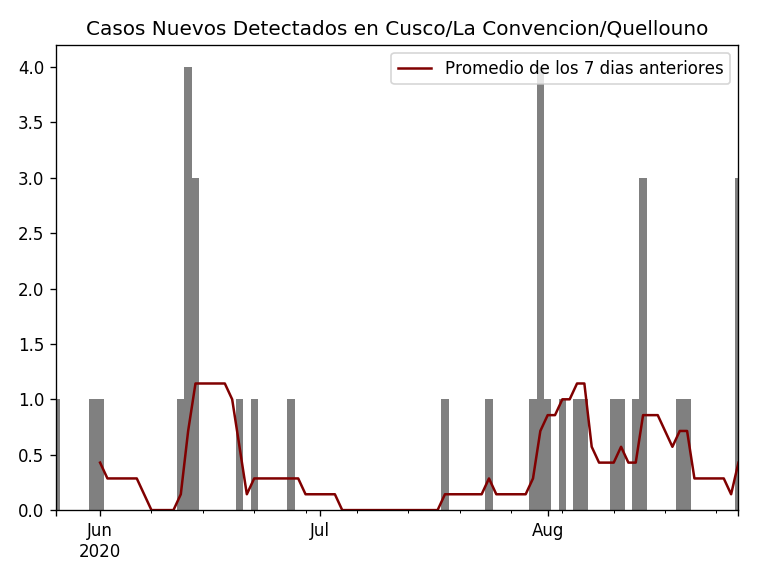 Casos Nuevos Detectados en Cusco/La Convencion/Quellouno
Promedio de los 7 dias anteriores
4.0
3.5
3.0
2.5
2.0
1.5
1.0
0.5
0.0
Jun
2020
Jul
Aug